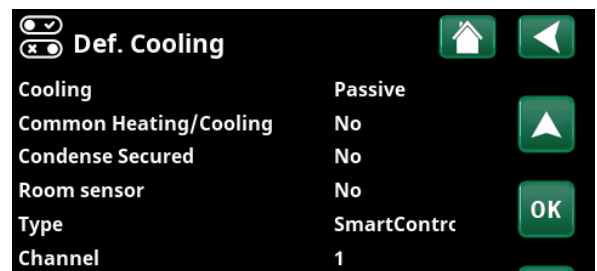 Def. Cooling
Cooling Passive
Common Heating/Cooling No
Condense Secured No
Room sensor No
OK
Type SmartContrc
Channel 1